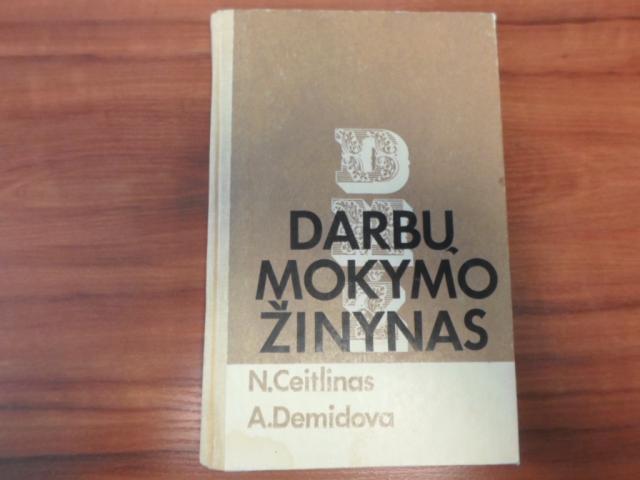 DARBŲ
MOKYMO
ŽINYNAS
N.Ceitlinas
A.Demidova